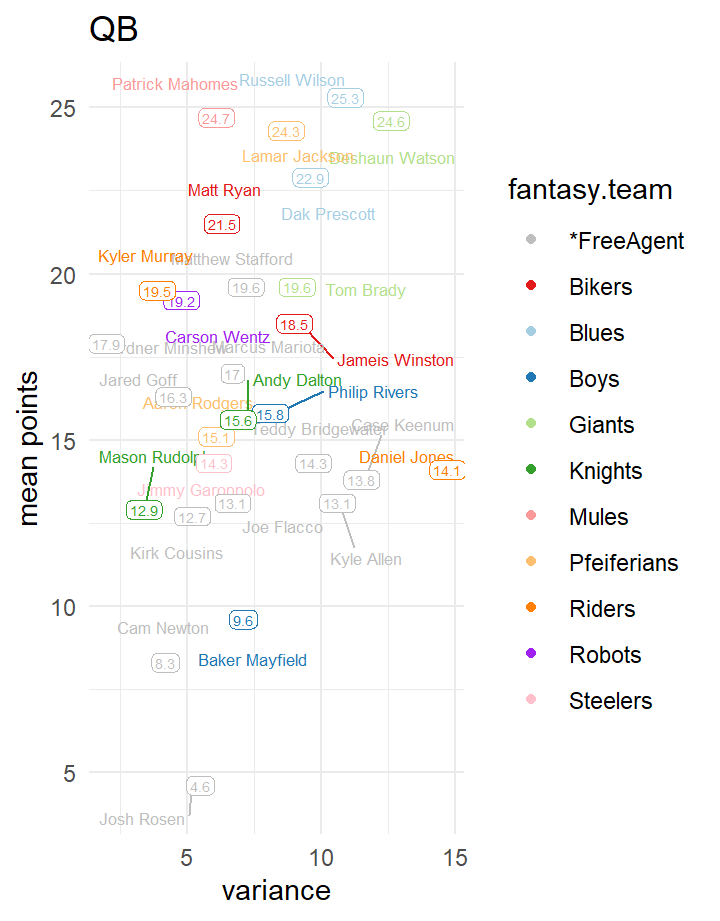 QB
Patrick Mahomes
Russell Wilson
25
25.3
24.7
24.6
24.3
Lamar Jackson
Deshaun Watson
22.9
Matt Ryan
Dak Prescott
21.5
Kyler Murray
Matthew Stafford
20
19.5
19.2
19.6
19.6
Tom Brady
18.5
Carson Wentz
17.9
dner Minshew
Marcus Mariota
Jameis Winston
Jared Goff
17
Andy Dalton
Philip Rivers
16.3
Aaron Rodgers
15.8
15.6
Teddy Bridgewater
Case Keenum
15
15.1
Mason Rudolph
14.3
14.3
Daniel Jones
14.1
13.8
Jimmy Garoppolo
13.1
13.1
12.9
12.7
Joe Flacco
Kirk Cousins
Kyle Allen
10
9.6
Cam Newton
8.3
Baker Mayfield
5
4.6
Josh Rosen
5
10
15
variance
mean points
fantasy.team
*FreeAgent
Bikers
Blues
Boys
Giants
Knights
Mules
Pfeiferians
Riders
Robots
Steelers